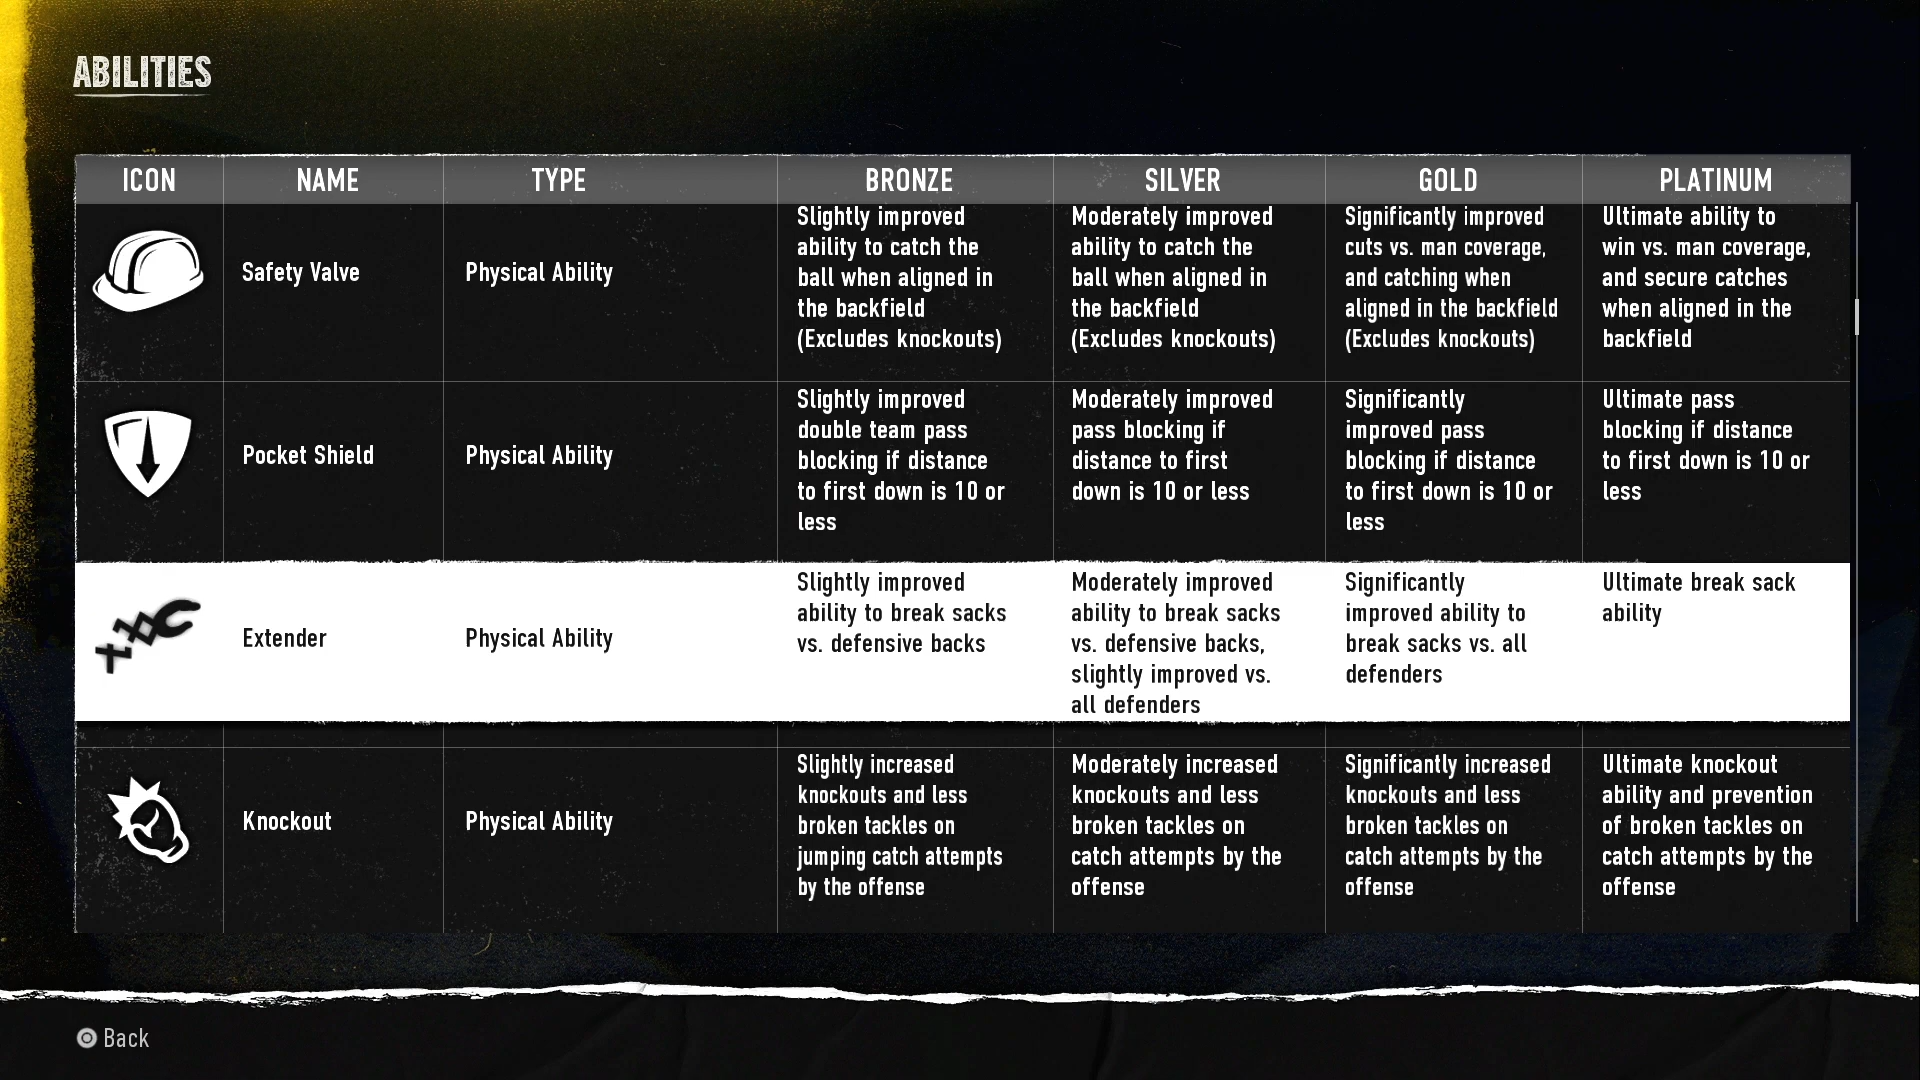 ABILITIES
ICON NAME TYPE BRONZE SILVER GOLD PLATINUM
Safety Valve
Physical Ability
Slightly improved
ability to catch the
ball when aligned in
the backfield
(Excludes knockouts)
Moderately improved
ability to catch the
ball when aligned in
the backfield
(Excludes knockouts)
Significantly improved
cuts vs. man coverage,
and catching when
aligned in the backfield
(Excludes knockouts)
Ultimate ability to
win vs. man coverage,
and secure catches
when aligned in the
backfield
Pocket Shield
Physical Ability
Slightly improved
double team pass
blocking if distance
to first down is 10 or
less
Moderately improved
pass blocking if
distance to first
down is 10 or less
Significantly
improved pass
blocking if distance
to first down is 10 or
less
Ultimate pass
blocking if distance
to first down is 10 or
less
Extender
Physical Ability
Slightly improved
ability to break sacks
vs. defensive backs
Moderately improved
ability to break sacks
vs. defensive backs,
slightly improved vs.
all defenders
Significantly
improved ability to
break sacks vs. all
defenders
Ultimate break sack
ability
Knockout
Physical Ability
Slightly increased
knockouts and less
broken tackles on
jumping catch attempts
by the offense
Moderately increased
knockouts and less
broken tackles on
catch attempts by the
offense
Significantly increased
knockouts and less
broken tackles on
catch attempts by the
offense
Ultimate knockout
ability and prevention
of broken tackles on
catch attempts by the
offense
Back